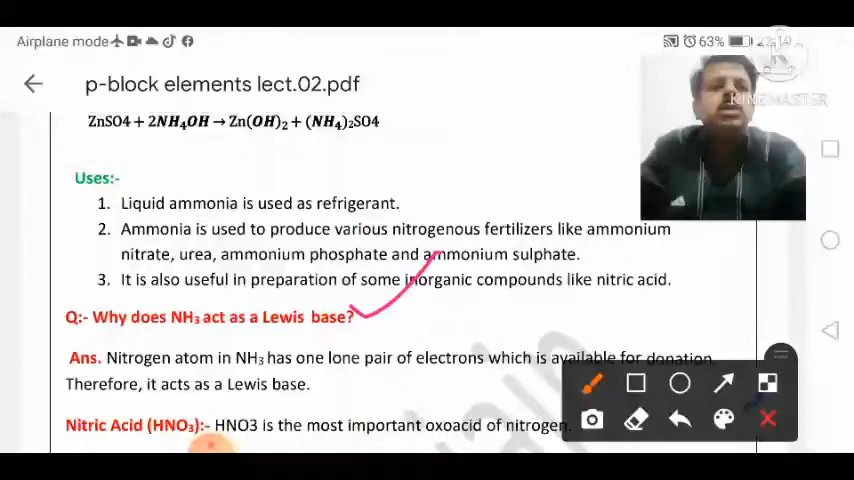 Airplane mode 63% 22:10
p-block elements lect.02.pdf
KINEMASTER
ZnSO4 + 2NH₄OH → Zn(OH)₂ + (NH₄)₂SO4
Uses:-
1. Liquid ammonia is used as refrigerant.
2. Ammonia is used to produce various nitrogenous fertilizers like ammonium
nitrate, urea, ammonium phosphate and ammonium sulphate.
3. It is also useful in preparation of some inorganic compounds like nitric acid.
Q:- Why does NH₃ act as a Lewis base?
Ans. Nitrogen atom in NH₃ has one lone pair of electrons which is available for donation.
Therefore, it acts as a Lewis base.
Nitric Acid (HNO₃):- HNO3 is the most important oxoacid of nitrogen.